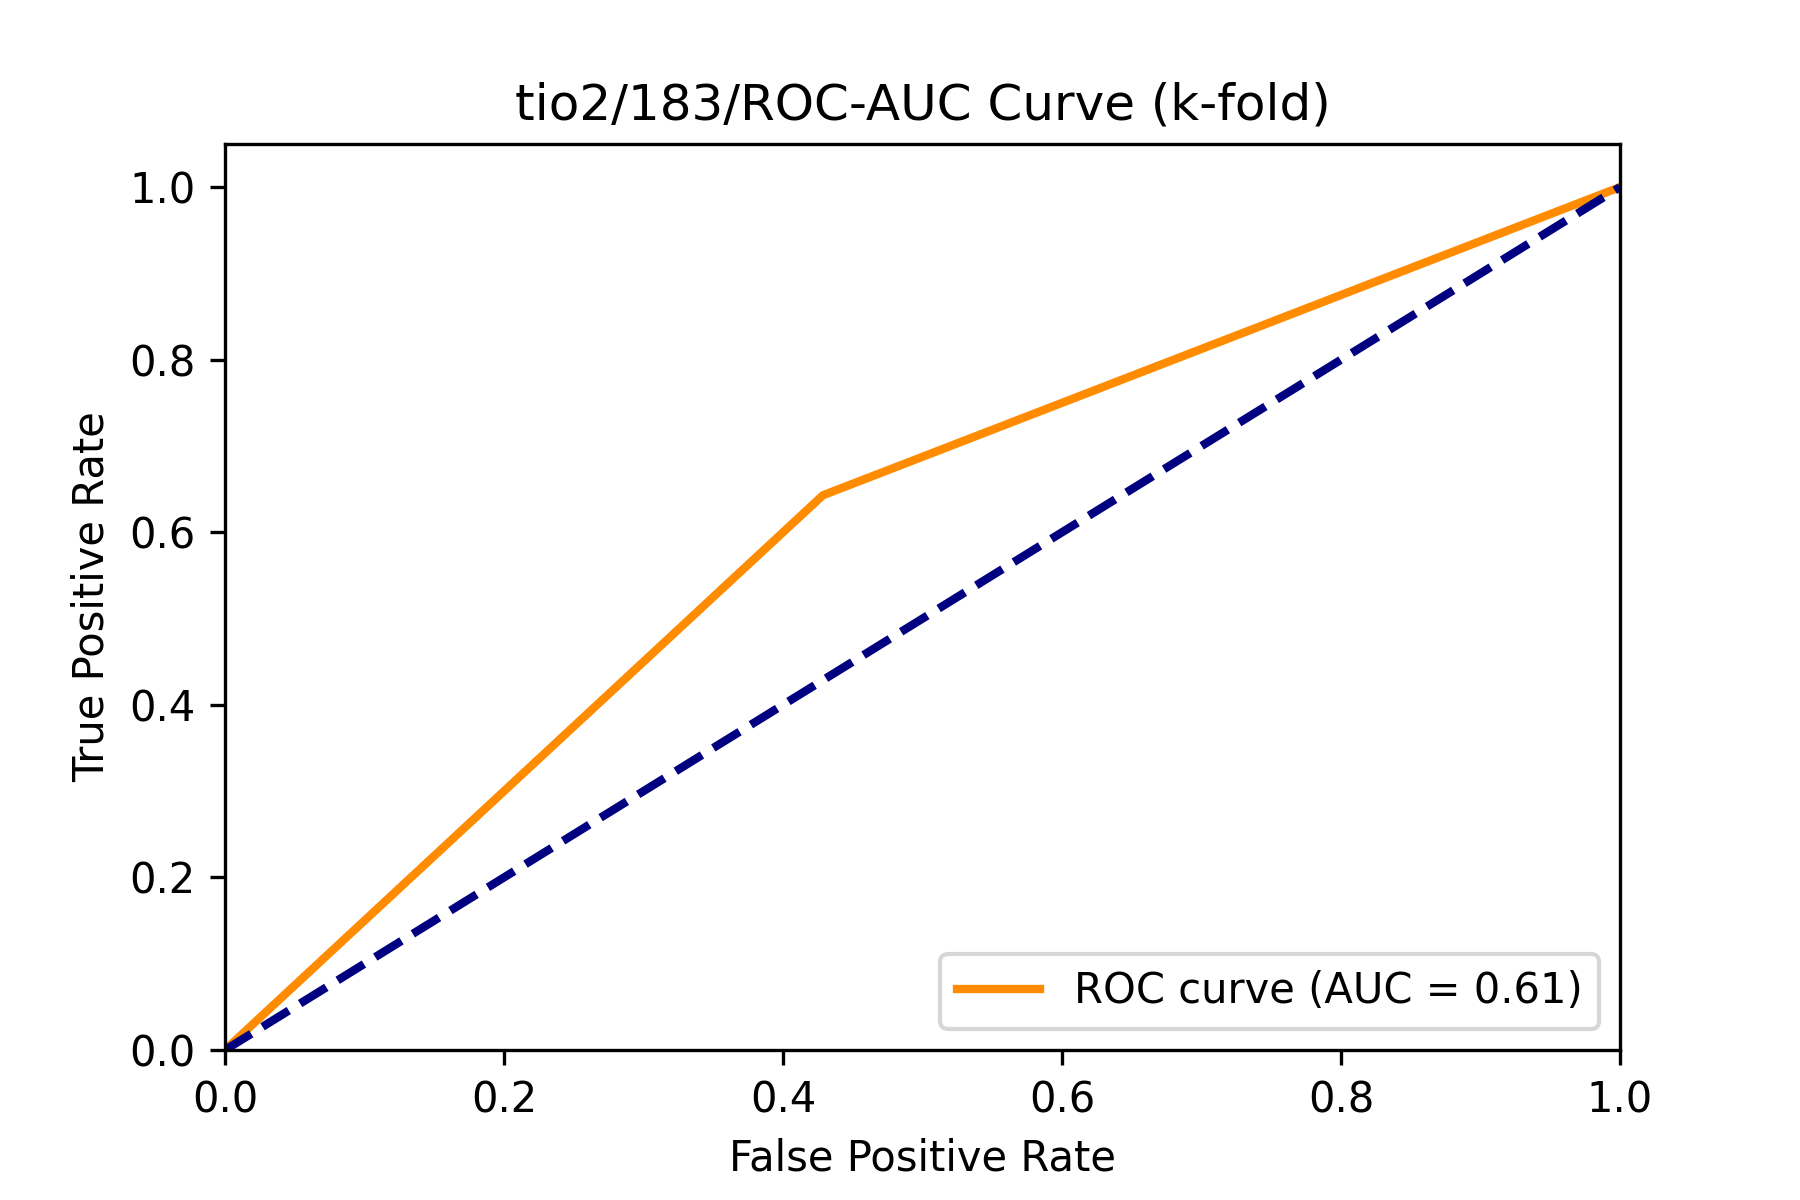 tio2/183/ROC-AUC Curve (k-fold)
True Positive Rate
1.0
0.8
0.6
0.4
0.2
0.0
ROC curve (AUC = 0.61)
0.0 0.2 0.4 0.6 0.8 1.0
False Positive Rate